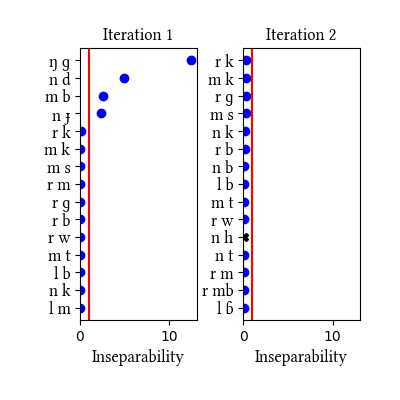 Iteration 1
ŋ ɡ
n d
m b
n ɟ
r k
m k
m s
r m
r ɡ
r b
r w
m t
l b
n k
l m
0 10
Inseparability
Iteration 2
r k
m k
r ɡ
m s
n k
r b
n b
l b
m t
r w
n h
n t
r m
r mb
l ɓ
0 10
Inseparability